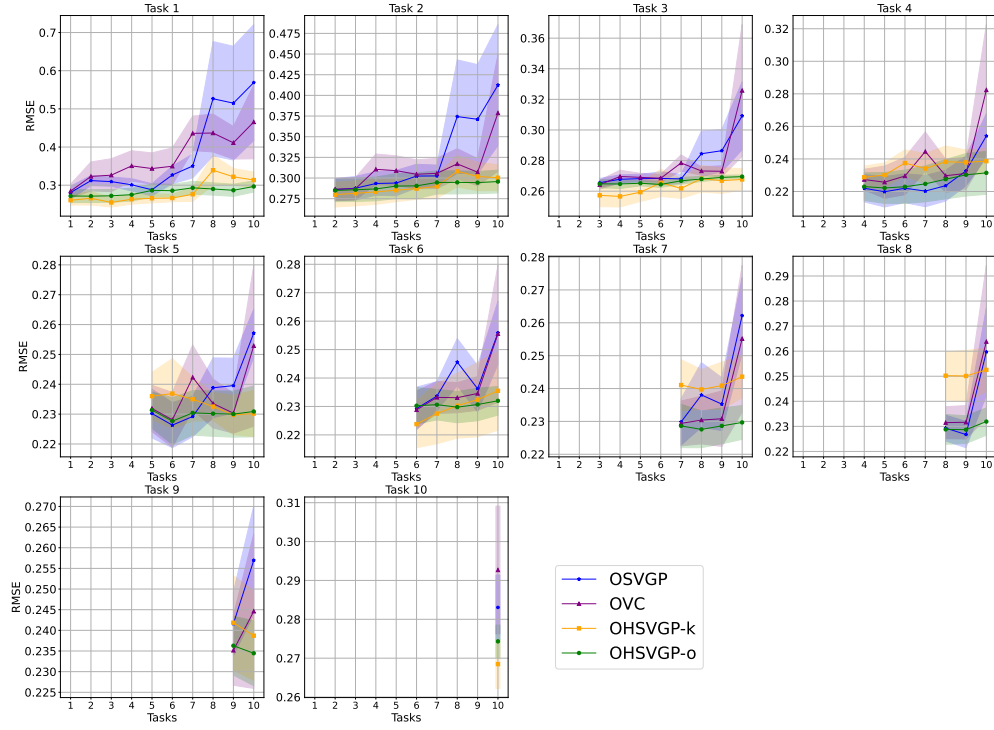 Task 1
Task 2
Task 3
Task 4
RMSE
0.7
0.6
0.5
0.4
0.3
0.475
0.450
0.425
0.400
0.375
0.350
0.325
0.300
0.275
0.36
0.34
0.32
0.30
0.28
0.26
0.32
0.30
0.28
0.26
0.24
0.22
1 2 3 4 5 6 7 8 9 10
1 2 3 4 5 6 7 8 9 10
1 2 3 4 5 6 7 8 9 10
1 2 3 4 5 6 7 8 9 10
Tasks
Tasks
Tasks
Tasks
Task 5
Task 6
Task 7
Task 8
RMSE
0.28
0.27
0.26
0.25
0.24
0.23
0.22
0.28
0.27
0.26
0.25
0.24
0.23
0.22
0.28
0.27
0.26
0.25
0.24
0.23
0.22
0.29
0.28
0.27
0.26
0.25
0.24
0.23
0.22
1 2 3 4 5 6 7 8 9 10
1 2 3 4 5 6 7 8 9 10
1 2 3 4 5 6 7 8 9 10
1 2 3 4 5 6 7 8 9 10
Tasks
Tasks
Tasks
Tasks
Task 9
Task 10
RMSE
0.270
0.265
0.260
0.255
0.250
0.245
0.240
0.235
0.230
0.225
0.31
0.30
0.29
0.28
0.27
0.26
1 2 3 4 5 6 7 8 9 10
1 2 3 4 5 6 7 8 9 10
Tasks
Tasks
OSVGP
OVC
OHSVGP-k
OHSVGP-o